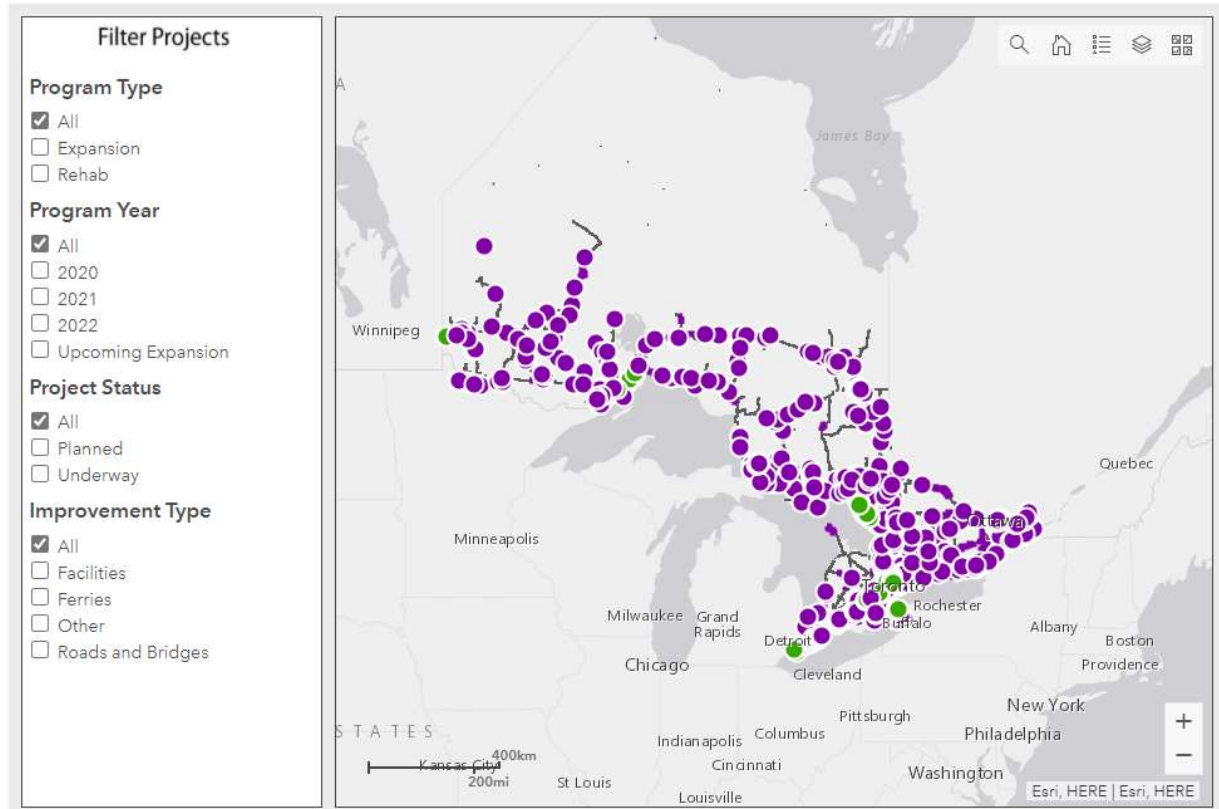 Filter Projects
Program Type
All
Expansion
Rehab
Program Year
All
2020
2021
2022
Upcoming Expansion
Project Status
All
Planned
Underway
Improvement Type
All
Facilities
Ferries
Other
Roads and Bridges
A
James Bay
Winnipeg
Quebec
Ottawa
Minneapolis
Toronto
Rochester
Milwaukee
Grand
Rapids
Buffalo
Albany
Detroit
Boston
Chicago
Providence
Cleveland
New York
Pittsburgh
STATES
Indianapolis
Columbus
Philadelphia
400km
Kansas City
Cincinnati
200mi
St Louis
Washington
Louisville
+
−
Esri, HERE | Esri, HERE